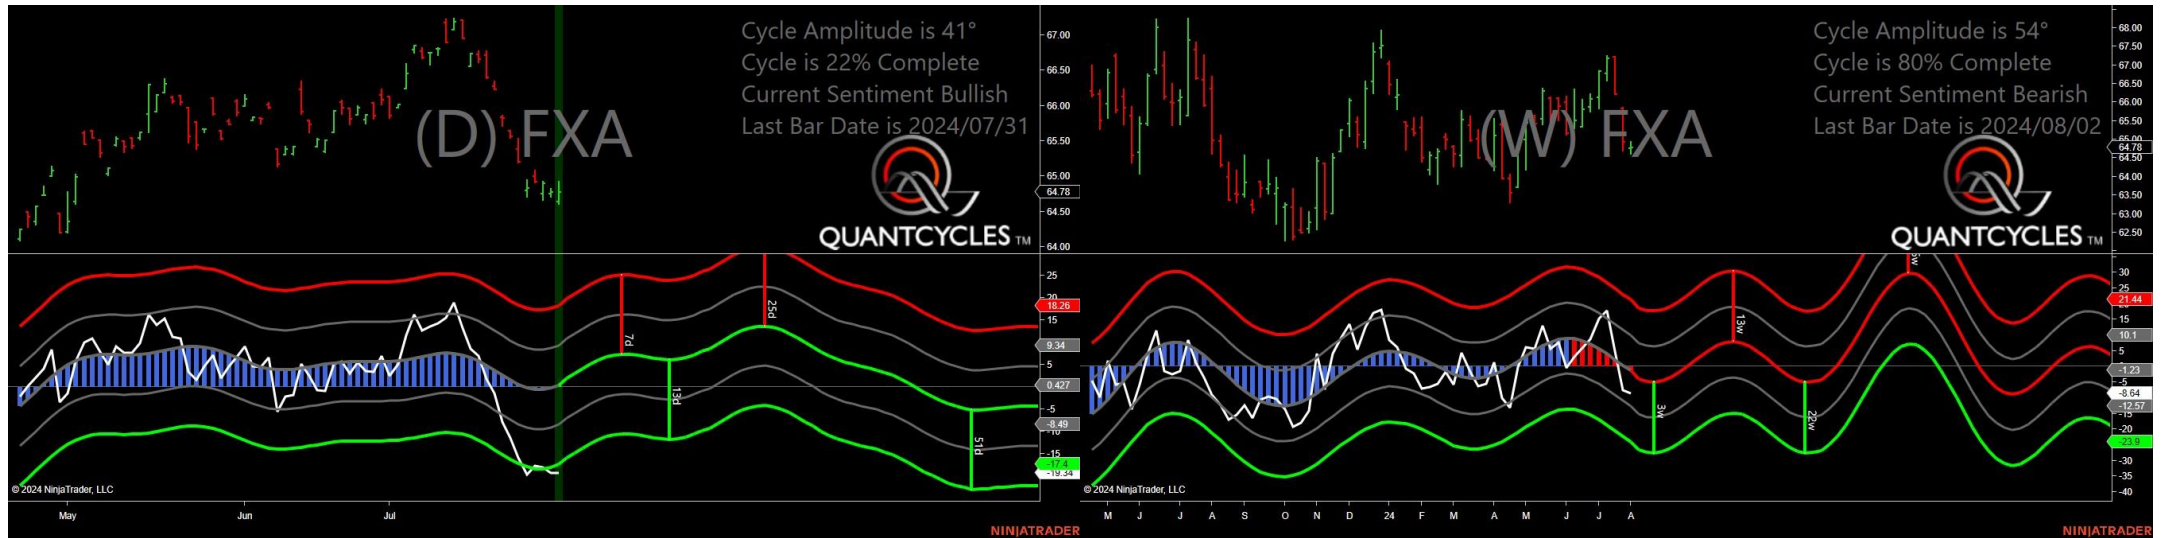 Cycle Amplitude is 41°
Cycle is 22% Complete
Current Sentiment Bullish
Last Bar Date is 2024/07/31
(D) FXA
QUANTCYCLES TM
67.00
66.50
66.00
65.50
65.00
64.78
64.50
64.00
25
20
18.26
15
9.34
5
0.427
-5
-8.49
-10
-15
-17.4
-19.34
7d
13d
25d
51d
© 2024 NinjaTrader, LLC
May Jun Jul
NINJATRADER
Cycle Amplitude is 54°
Cycle is 80% Complete
Current Sentiment Bearish
Last Bar Date is 2024/08/02
(W) FXA
QUANTCYCLES TM
68.00
67.50
67.00
66.50
66.00
65.50
65.00
64.78
64.50
64.00
63.50
63.00
62.50
30
25
21.44
15
10.1
5
-1.23
-5
-8.64
-12.57
-15
-20
-23.9
-30
-35
-40
13w
3w
22w
© 2024 NinjaTrader, LLC
M J J A S O N D 24 F M A M J J A
NINJATRADER